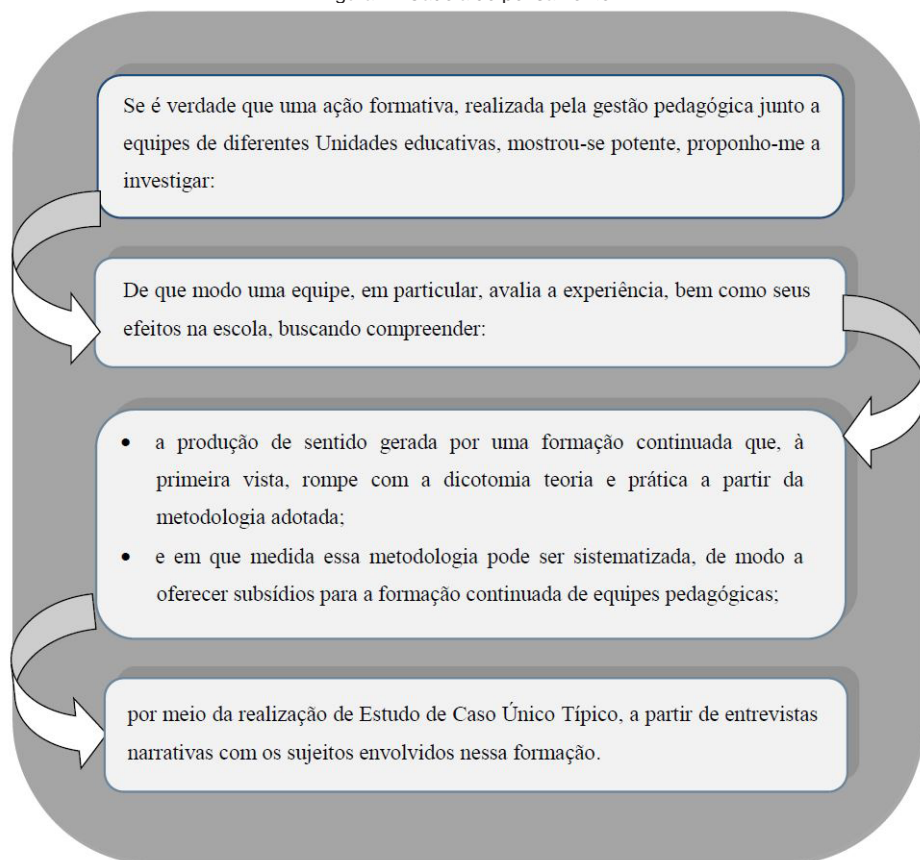 Se é verdade que uma ação formativa, realizada pela gestão pedagógica junto a
equipes de diferentes Unidades educativas, mostrou-se potente, proponho-me a
investigar:
De que modo uma equipe, em particular, avalia a experiência, bem como seus
efeitos na escola, buscando compreender:
• a produção de sentido gerada por uma formação continuada que, à
primeira vista, rompe com a dicotomia teoria e prática a partir da
metodologia adotada;
• e em que medida essa metodologia pode ser sistematizada, de modo a
oferecer subsídios para a formação continuada de equipes pedagógicas;
por meio da realização de Estudo de Caso Único Típico, a partir de entrevistas
narrativas com os sujeitos envolvidos nessa formação.